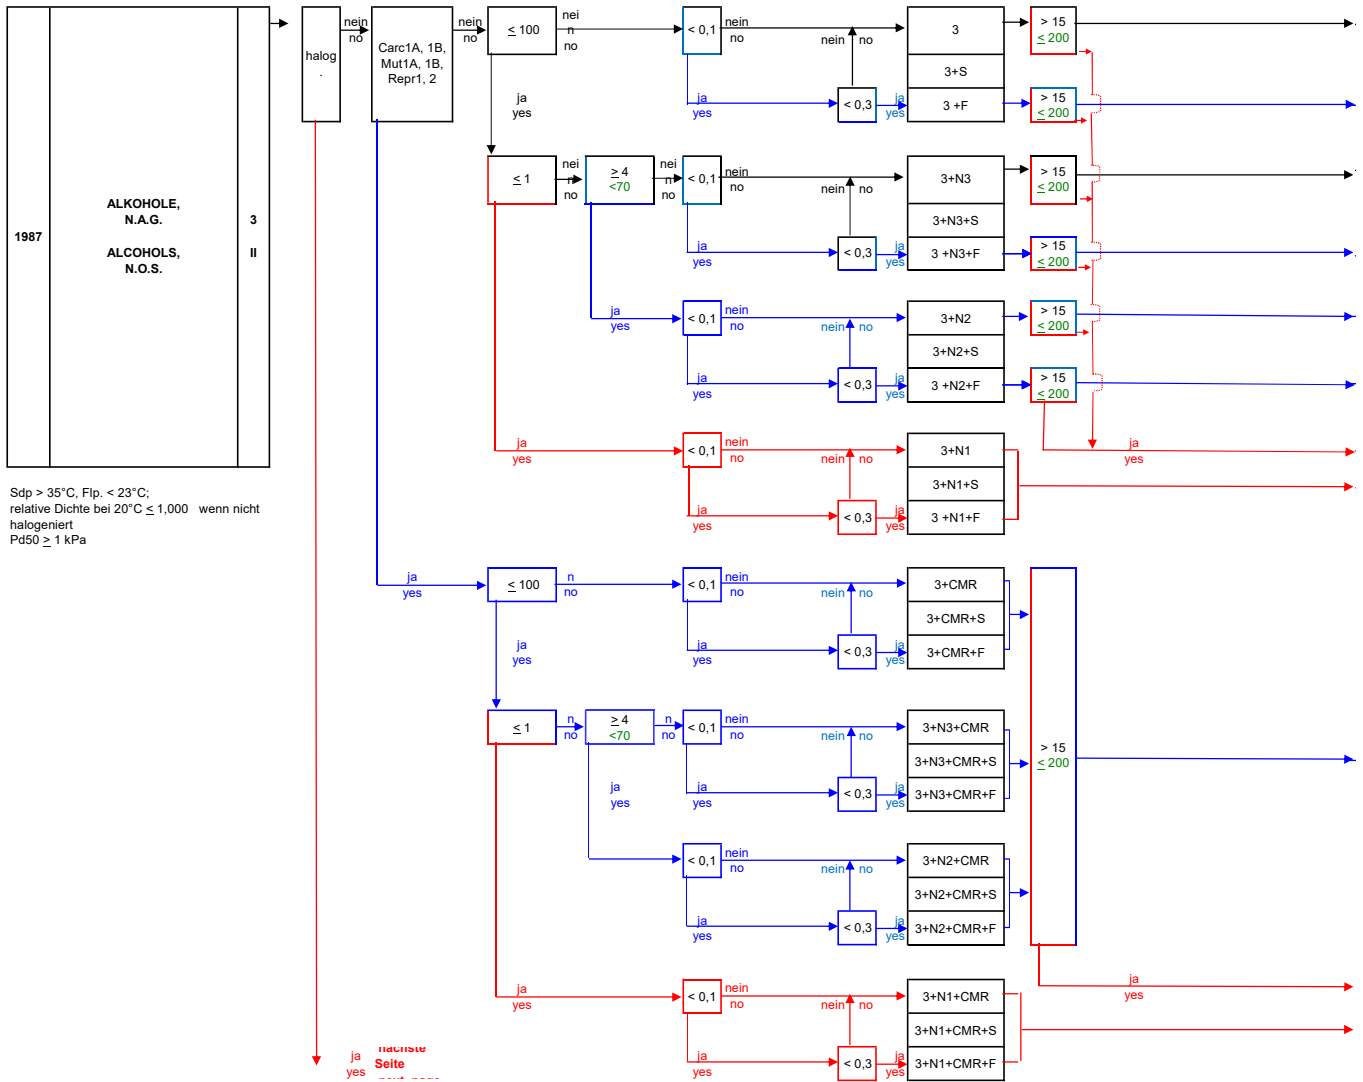 1987
ALKOHOLE,
N.A.G.
ALCOHOLS,
N.O.S.
3
II
Sdp > 35°C, Flp. < 23°C;
relative Dichte bei 20°C ≤ 1,000 wenn nicht
halogeniert
Pd50 ≥ 1 kPa
halog
.
nein
no
Carc1A, 1B,
Mut1A, 1B,
Repr1, 2
nein
no
≤ 100
nei
n
no
< 0,1
nein
no
nein
no
3
> 15
≤ 200
3+S
ja
yes
ja
yes
< 0,3
ja
yes
3 +F
> 15
≤ 200
≤ 1
nei
n
no
≥ 4
<70
nei
n
no
< 0,1
nein
no
nein
no
3+N3
> 15
≤ 200
3+N3+S
ja
yes
< 0,3
ja
yes
3 +N3+F
> 15
≤ 200
ja
yes
< 0,1
nein
no
nein
no
3+N2
> 15
≤ 200
3+N2+S
ja
yes
< 0,3
ja
yes
3 +N2+F
> 15
≤ 200
ja
yes
< 0,1
nein
no
nein
no
3+N1
ja
yes
3+N1+S
ja
yes
< 0,3
ja
yes
3 +N1+F
ja
yes
≤ 100
n
no
< 0,1
nein
no
nein
no
3+CMR
3+CMR+S
ja
yes
ja
yes
< 0,3
ja
yes
3+CMR+F
≤ 1
n
no
≥ 4
<70
n
no
< 0,1
nein
no
nein
no
3+N3+CMR
3+N3+CMR+S
> 15
≤ 200
ja
yes
ja
yes
< 0,3
ja
yes
3+N3+CMR+F
< 0,1
nein
no
nein
no
3+N2+CMR
3+N2+CMR+S
ja
yes
< 0,3
ja
yes
3+N2+CMR+F
ja
yes
ja
yes
< 0,1
nein
no
nein
no
3+N1+CMR
3+N1+CMR+S
ja
yes
< 0,3
ja
yes
3+N1+CMR+F
ja
yes
nächste
Seite
next page